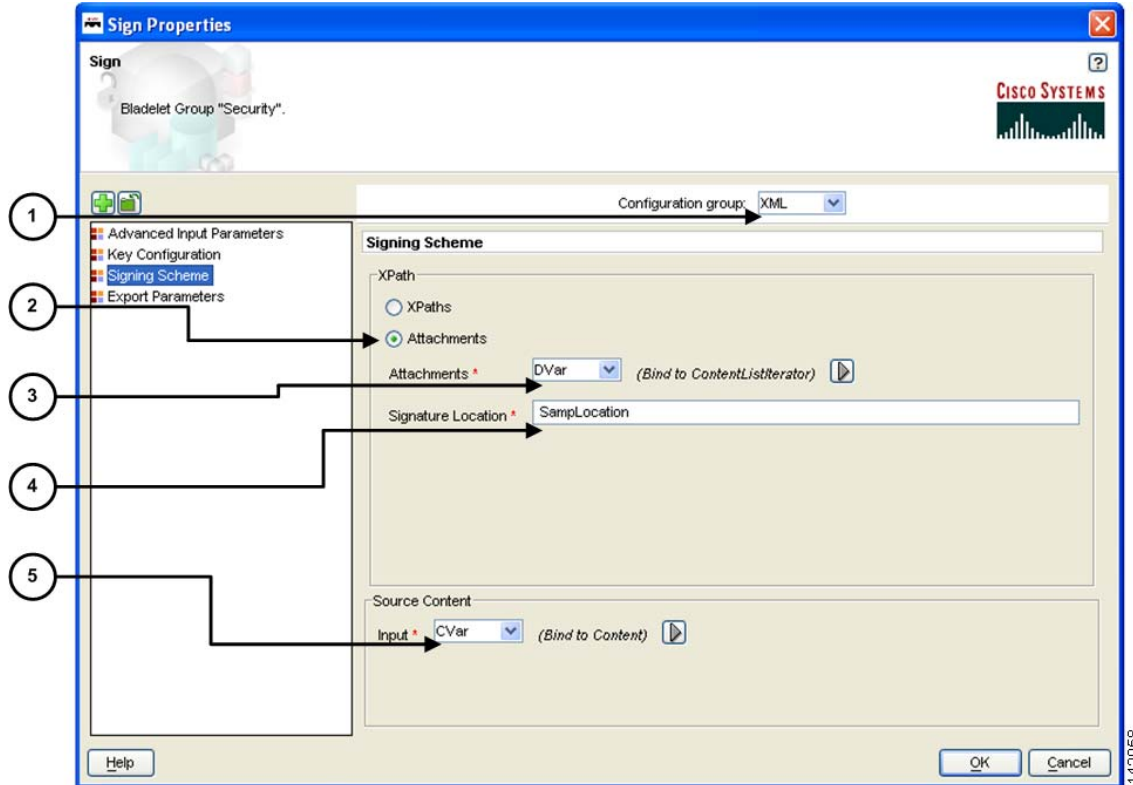 Sign Properties
Sign
?
Bladelet Group "Security".
CISCO SYSTEMS
1
Configuration group: XML
Advanced Input Parameters
Key Configuration
Signing Scheme
Export Parameters
Signing Scheme
XPath
2
XPaths
Attachments
3
Attachments * DVar (Bind to ContentListIterator)
Signature Location * SampLocation
4
5
Source Content
Input * CVar (Bind to Content)
Help
OK
Cancel